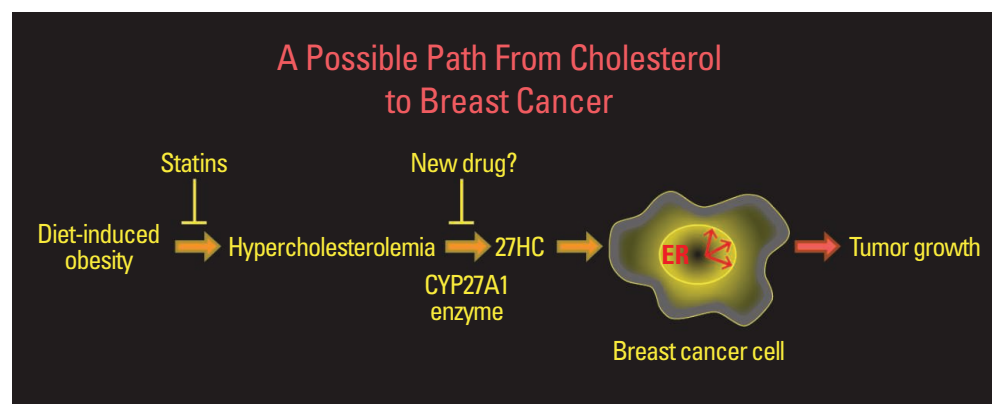 A Possible Path From Cholesterol
to Breast Cancer
Statins
New drug?
Diet-induced
obesity
Hypercholesterolemia
27HC
CYP27A1
enzyme
ER
Breast cancer cell
Tumor growth